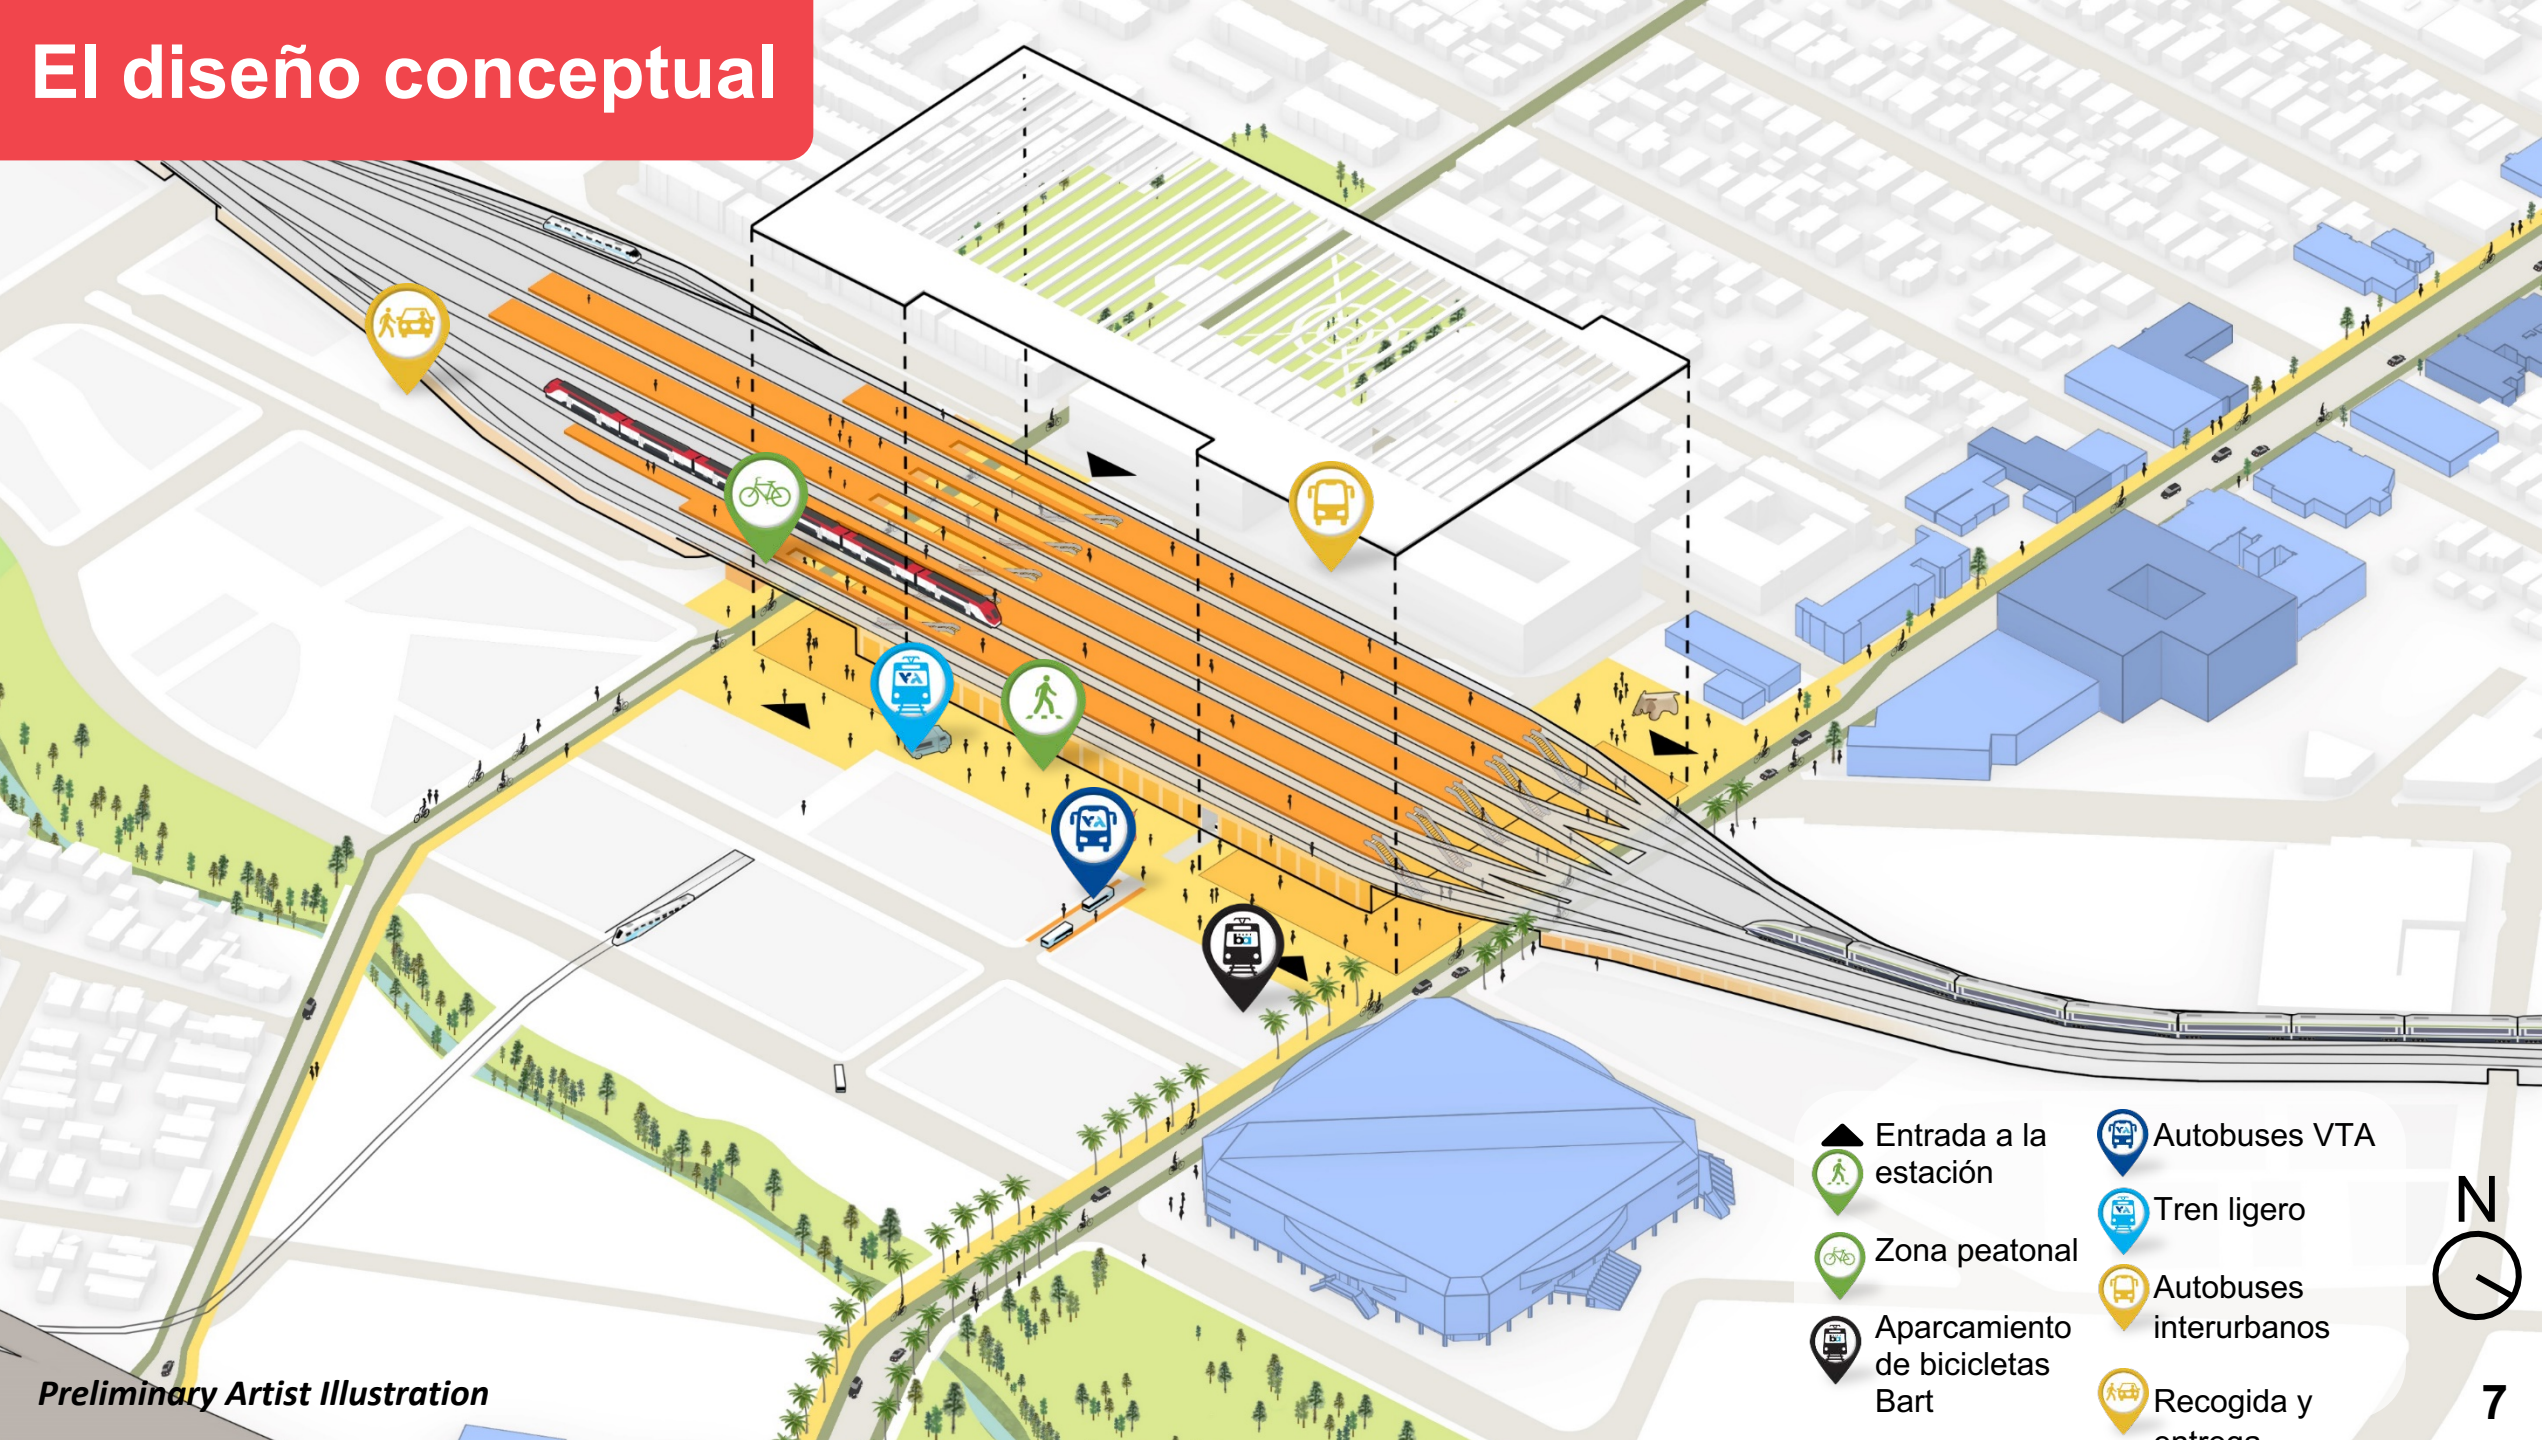 El diseño conceptual
Entrada a la
estación
Zona peatonal
Aparcamiento
de bicicletas
Bart
Autobuses VTA
Tren ligero
Autobuses
interurbanos
Recogida y
entrega
N
Preliminary Artist Illustration
7